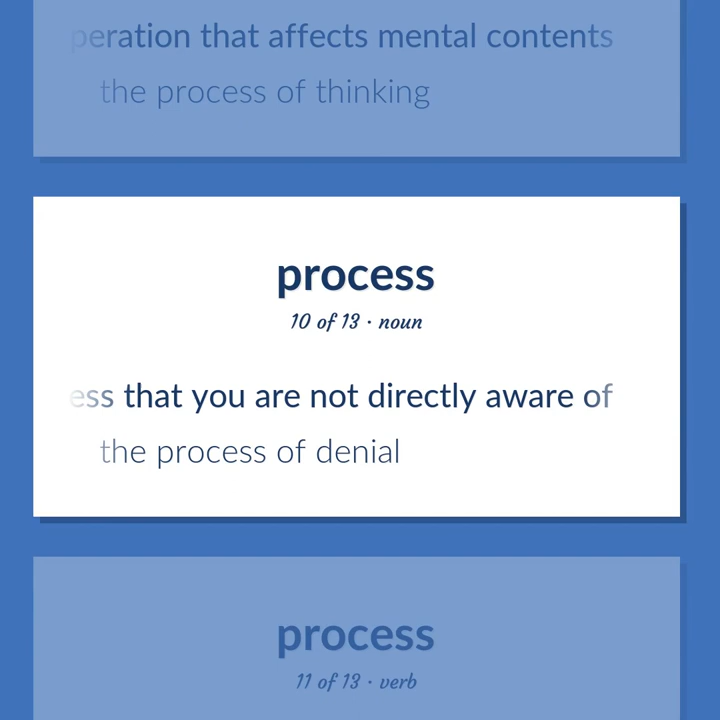 peration that affects mental contents
the process of thinking
process
10 of 13 · noun
ess that you are not directly aware of
the process of denial
process
11 of 13 · verb